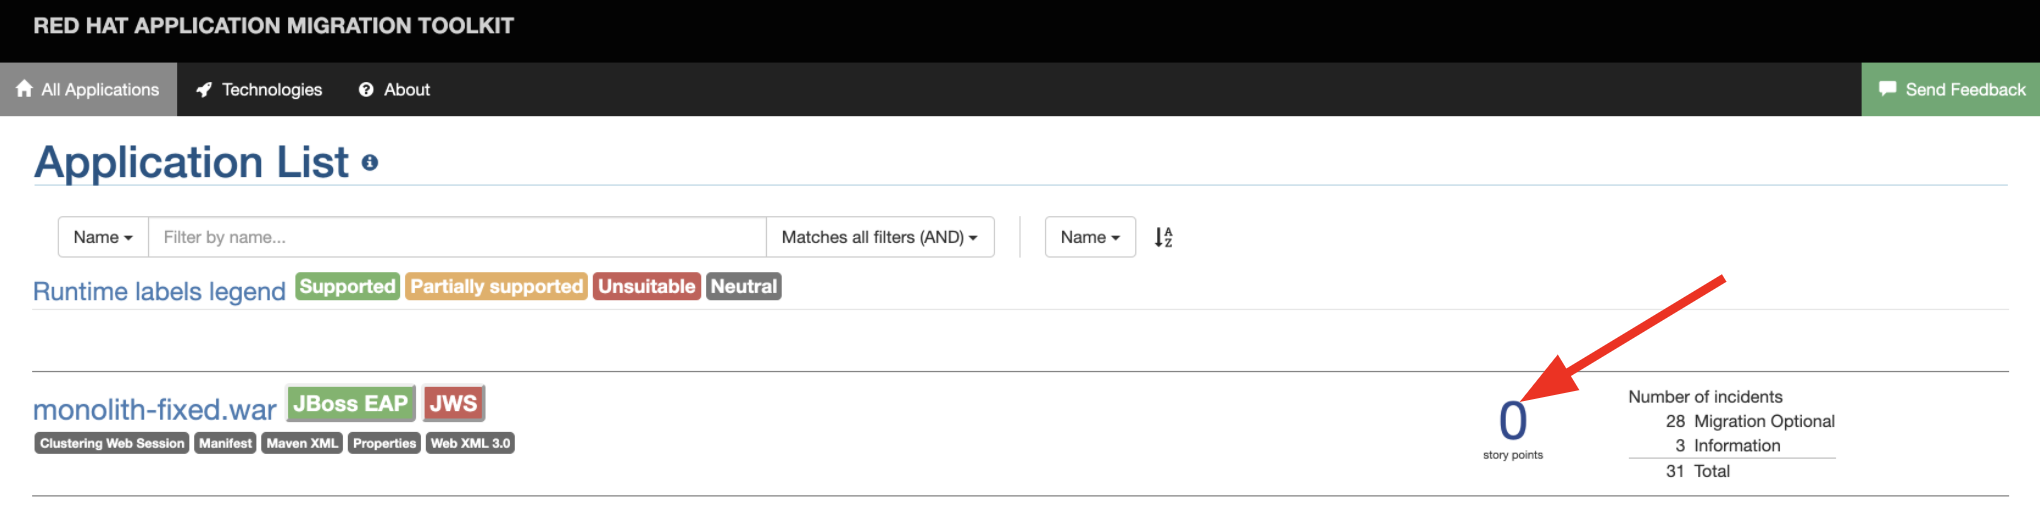 RED HAT APPLICATION MIGRATION TOOLKIT
All Applications Technologies About Send Feedback
Application List
Name Filter by name... Matches all filters (AND) Name A Z
Runtime labels legend Supported Partially supported Unsuitable Neutral
monolith-fixed.war JBoss EAP JWS
Clustering Web Session Manifest Maven XML Properties Web XML 3.0
0
story points
Number of incidents
28 Migration Optional
3 Information
31 Total